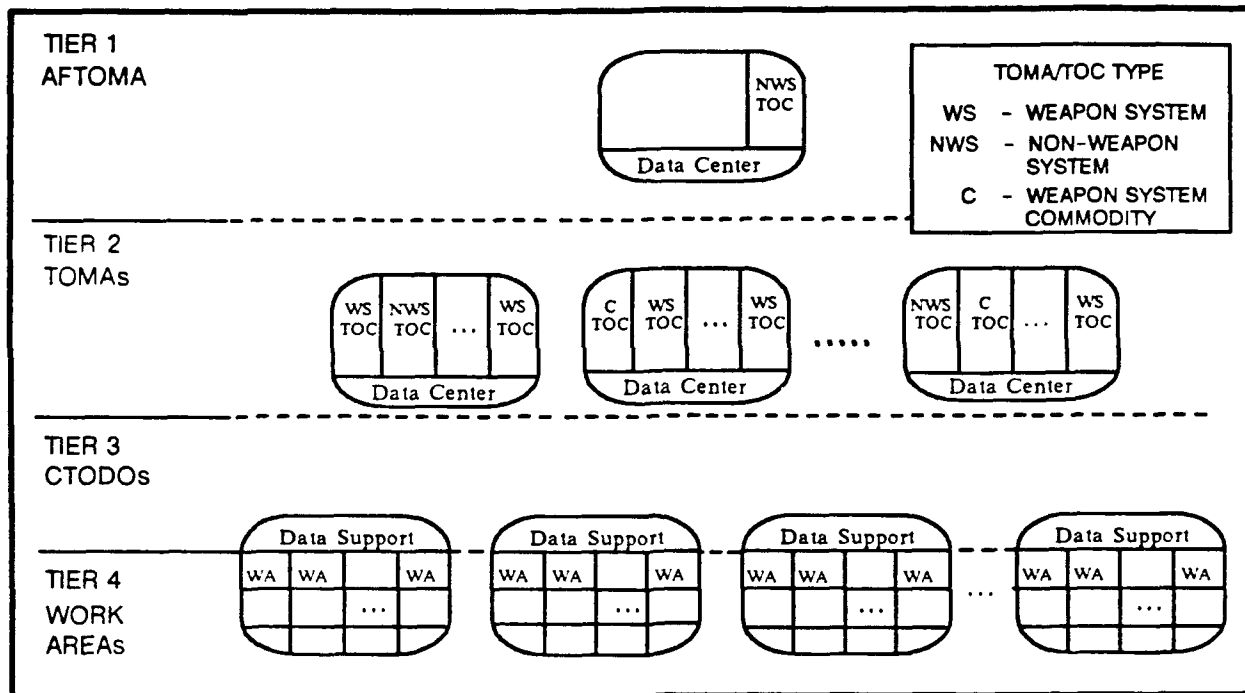 TIER 1
AFTOMA
NWS
TOC
Data Center
TOMA/TOC TYPE
WS - WEAPON SYSTEM
NWS - NON-WEAPON
SYSTEM
C - WEAPON SYSTEM
COMMODITY
TIER 2
TOMAs
WS NWS WS
TOC TOC ... TOC
Data Center
C WS WS
TOC TOC ... TOC
Data Center
.....
NWS C WS
TOC TOC ... TOC
Data Center
TIER 3
CTODOs
Data Support
Data Support
Data Support
Data Support
TIER 4
WORK
AREAs
WA WA WA
...
WA WA WA
...
WA WA WA
...
...
WA WA WA
...